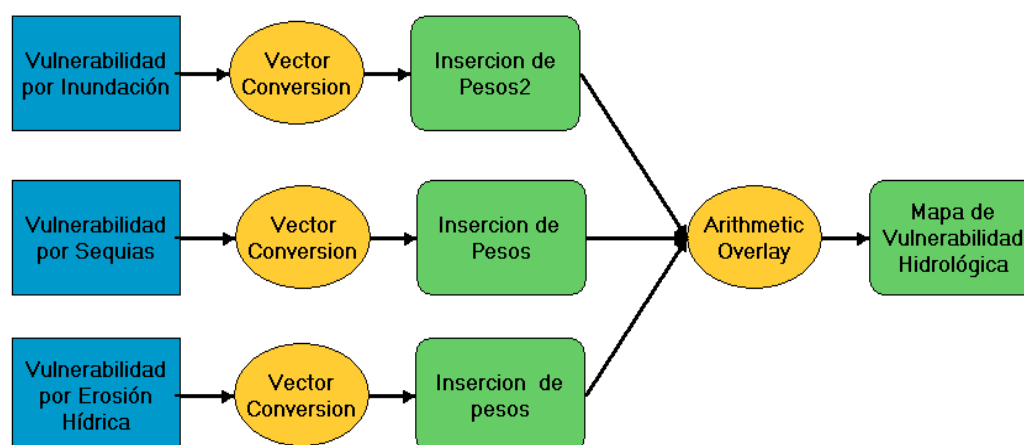 Vulnerabilidad
por Inundación
Vector
Conversion
Insercion de
Pesos2
Vulnerabilidad
por Sequias
Vector
Conversion
Insercion de
Pesos
Arithmetic
Overlay
Mapa de
Vulnerabilidad
Hidrológica
Vulnerabilidad
por Erosión
Hídrica
Vector
Conversion
Insercion de
pesos